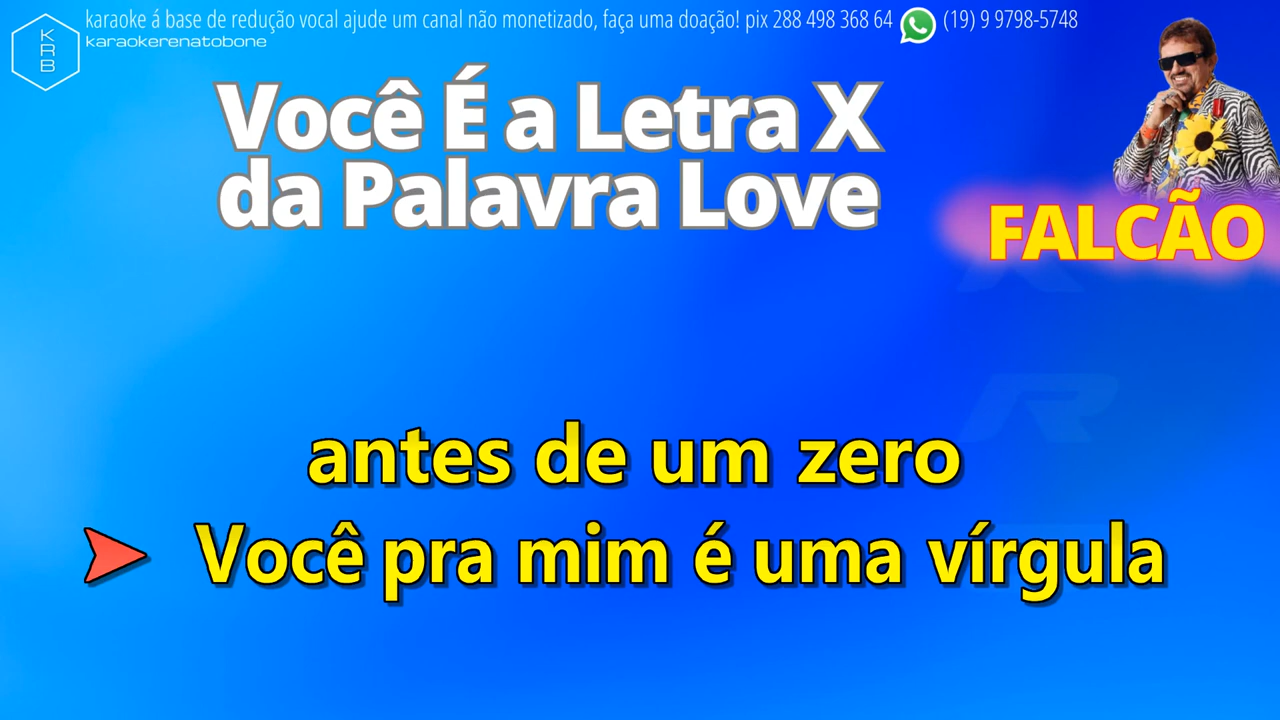 karaoke á base de redução vocal ajude um canal não monetizado, faça uma doação! pix 288 498 368 64 (19) 9 9798-5748
karaokerenatobone
K
R
B
Você É a Letra X
da Palavra Love
FALCÃO
antes de um zero
Você pra mim é uma vírgula